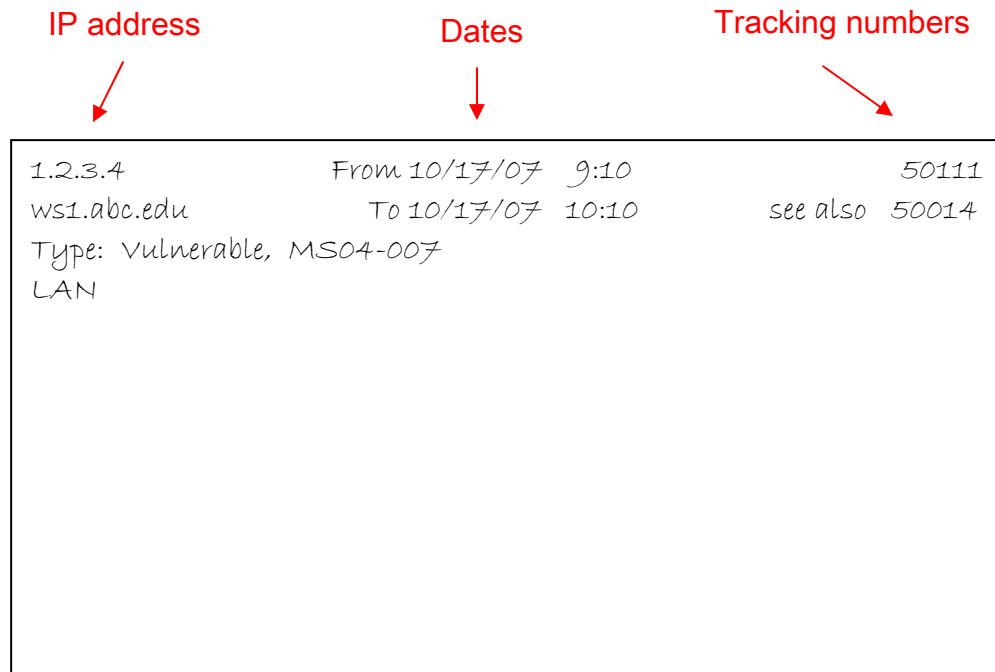 IP address Dates Tracking numbers
1.2.3.4 From 10/17/07 9:10 50111
ws1.abc.edu To 10/17/07 10:10 see also 50014
Type: Vulnerable, MS04-007
LAN